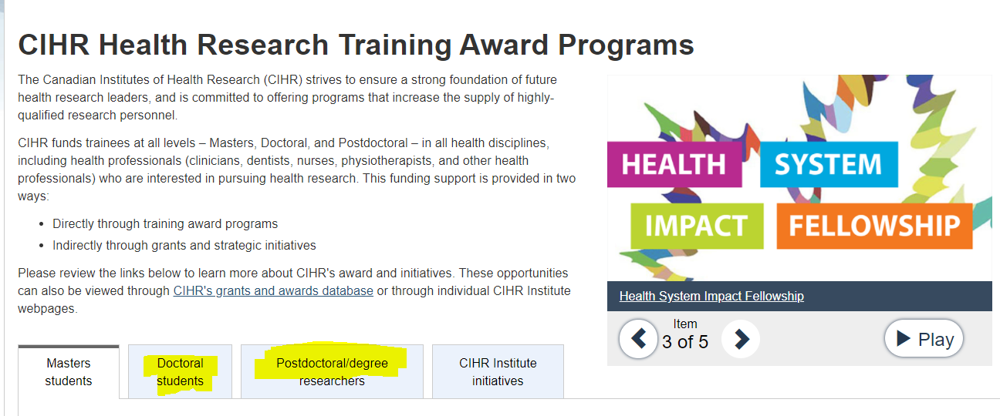 CIHR Health Research Training Award Programs
The Canadian Institutes of Health Research (CIHR) strives to ensure a strong foundation of future
health research leaders, and is committed to offering programs that increase the supply of highly-
qualified research personnel.
CIHR funds trainees at all levels – Masters, Doctoral, and Postdoctoral – in all health disciplines,
including health professionals (clinicians, dentists, nurses, physiotherapists, and other health
professionals) who are interested in pursuing health research. This funding support is provided in two
ways:
• Directly through training award programs
• Indirectly through grants and strategic initiatives
Please review the links below to learn more about CIHR's award and initiatives. These opportunities
can also be viewed through CIHR's grants and awards database or through individual CIHR Institute
webpages.
HEALTH SYSTEM
IMPACT FELLOWSHIP
Health System Impact Fellowship
Item
3 of 5
Play
Masters
students
Doctoral
students
Postdoctoral/degree
researchers
CIHR Institute
initiatives